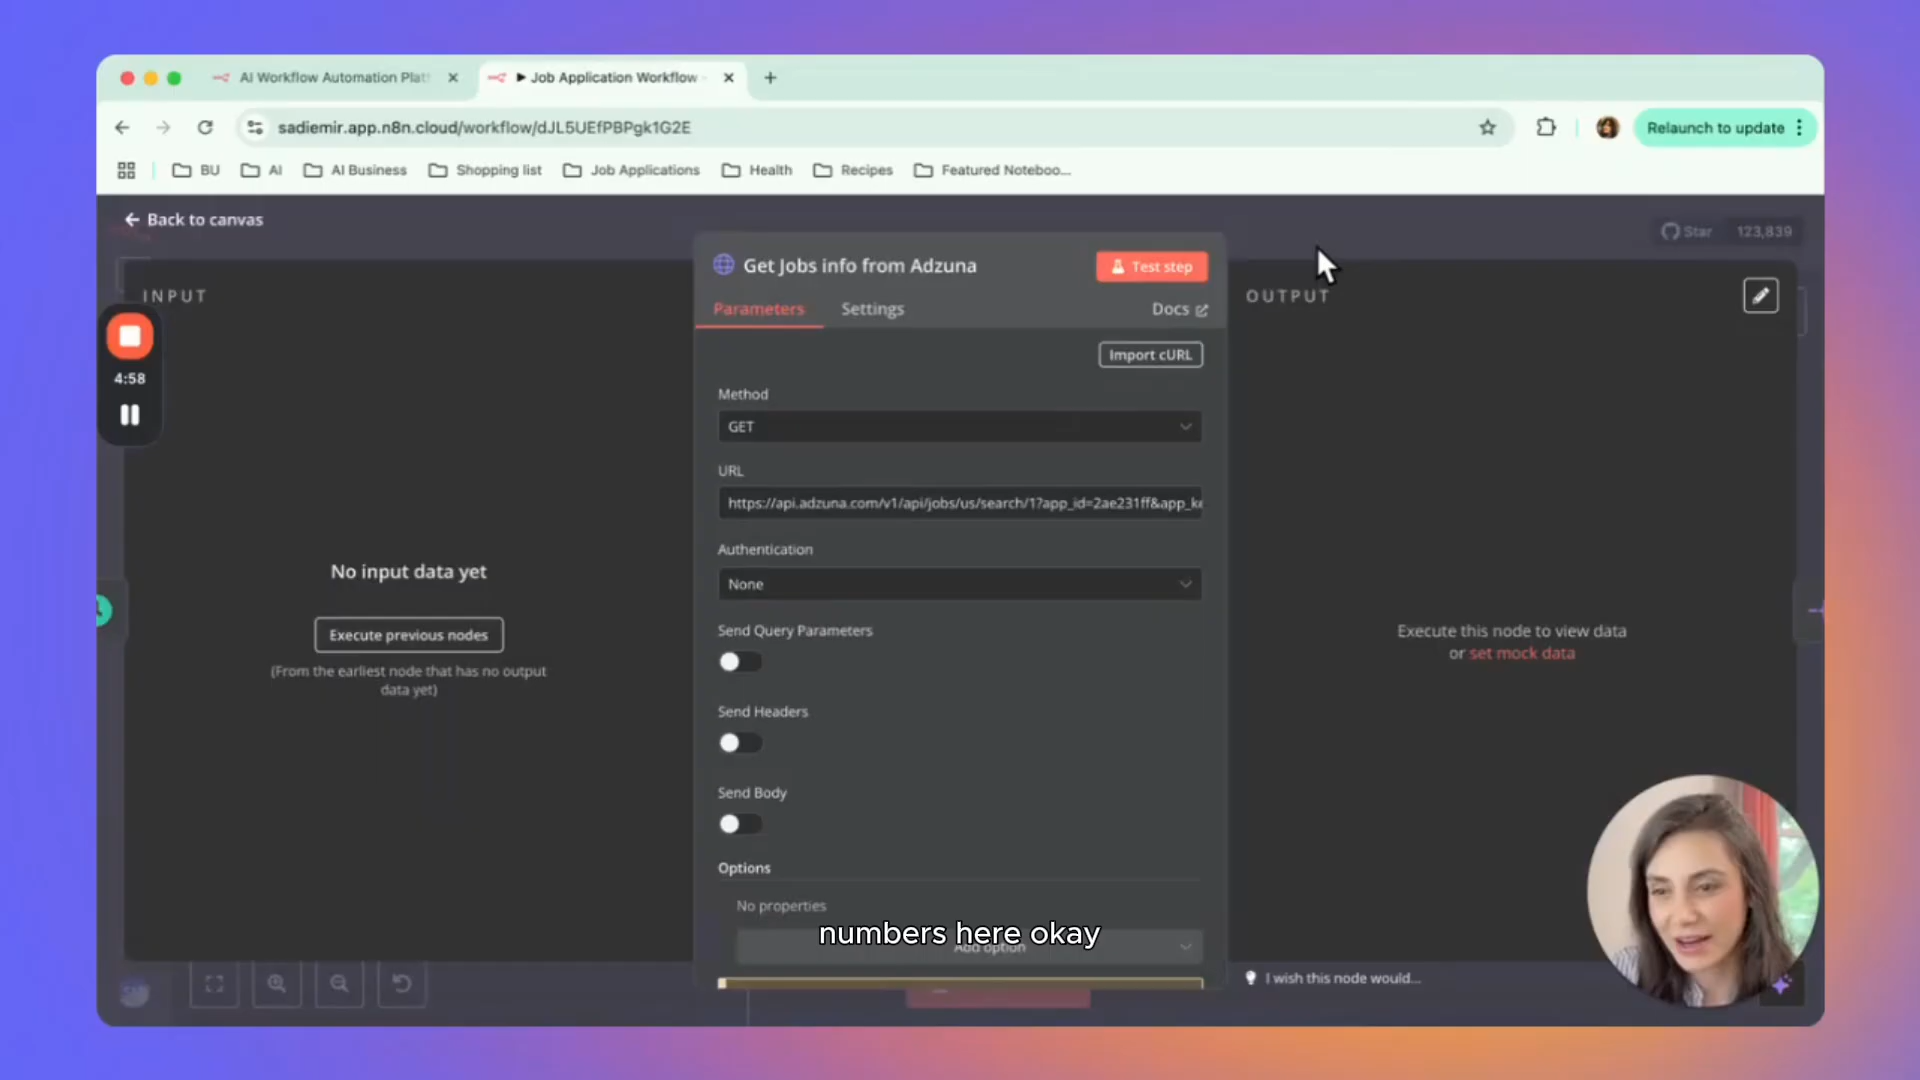 AI Workflow Automation Plat
Job Application Workflow -
sadiemir.app.n8n.cloud/workflow/dJL5UEfPBPgk1G2E
Relaunch to update
BU
AI
AI Business
Shopping list
Job Applications
Health
Recipes
Featured Noteboo...
Back to canvas
Star 123,839
INPUT
Get Jobs info from Adzuna
Test step
OUTPUT
Parameters
Settings
Docs
Import cURL
4:58
Method
GET
URL
https://api.adzuna.com/v1/api/jobs/us/search/1?app_id=2ae231ff&app_ke
Authentication
None
No input data yet
Execute previous nodes
(From the earliest node that has no output
data yet)
Send Query Parameters
Send Headers
Send Body
Options
No properties
Add option
Execute this node to view data
or set mock data
numbers here okay
I wish this node would...